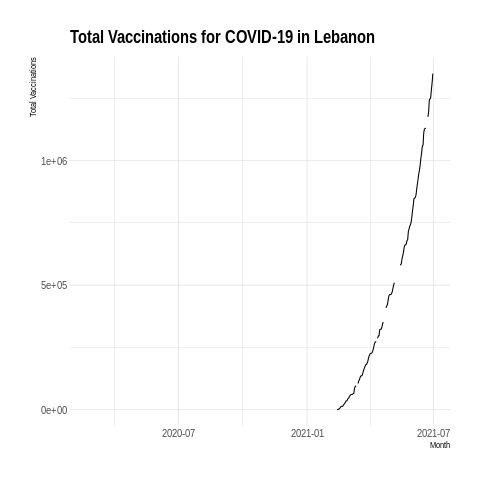 Total Vaccinations for COVID-19 in Lebanon
Total Vaccinations
1e+06
5e+05
0e+00
2020-07
2021-01
2021-07
Month